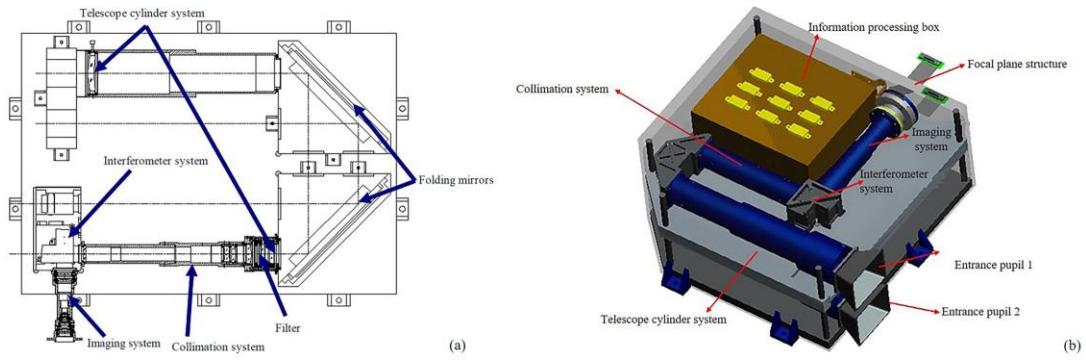 Telescope cylinder system
Interferometer system
Folding mirrors
Filter
Imaging system
Collimation system
(a)
Information processing box
Focal plane structure
Collimation system
Imaging
system
Interferometer
system
Entrance pupil 1
Entrance pupil 2
Telescope cylinder system
(b)